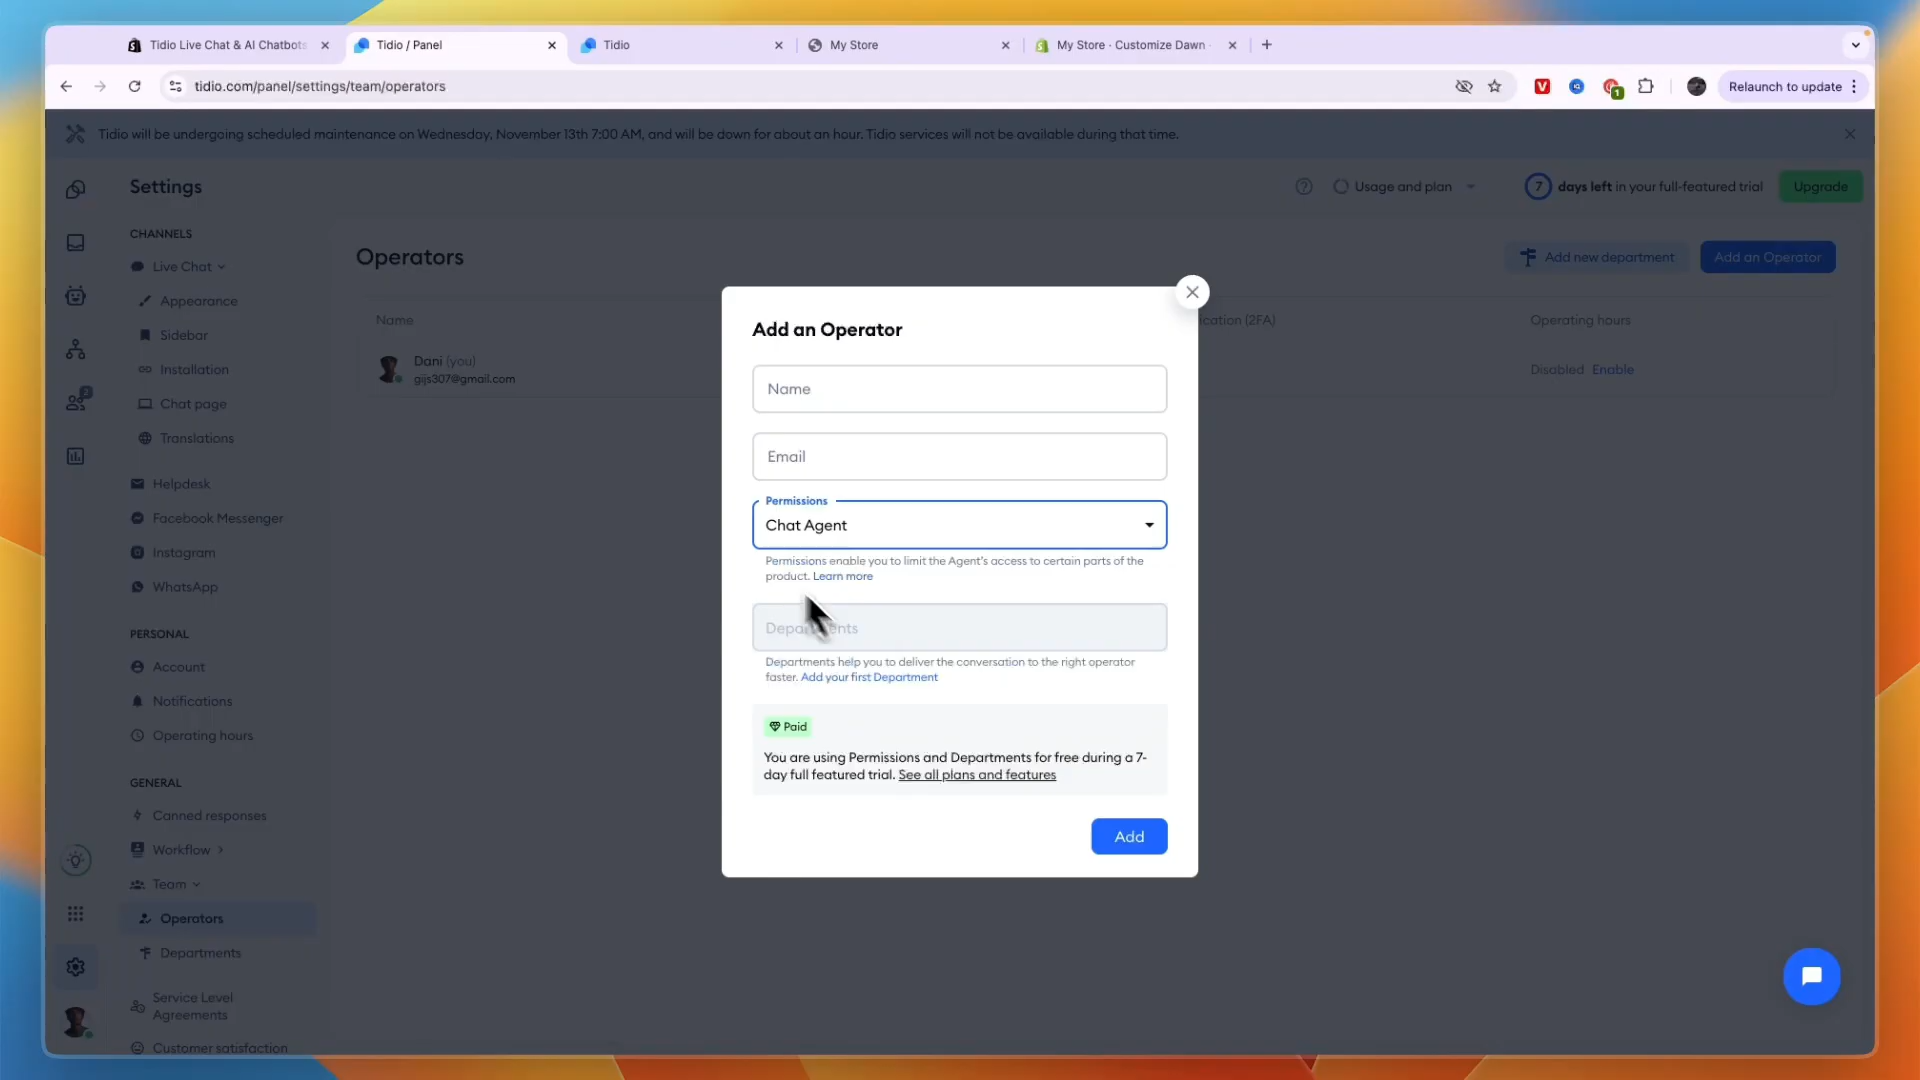 Tidio Live Chat & AI Chatbots
Tidio / Panel
Tidio
My Store
My Store · Customize Dawn
tidio.com/panel/settings/team/operators
1
Relaunch to update
Tidio will be undergoing scheduled maintenance on Wednesday, November 13th 7:00 AM, and will be down for about an hour. Tidio services will not be available during that time.
Settings
Usage and plan
7 days left in your full-featured trial
Upgrade
CHANNELS
Live Chat
Appearance
Sidebar
Installation
Chat page
Translations
Helpdesk
Facebook Messenger
Instagram
WhatsApp
PERSONAL
Account
Notifications
Operating hours
GENERAL
Canned responses
Workflow
Team
Operators
Departments
Service Level
Agreements
Customer satisfaction
2
Operators
Add new department
Add an Operator
Name
ication (2FA)
Operating hours
Dani (you)
gijs307@gmail.com
Disabled Enable
Add an Operator
Name
Email
Permissions
Chat Agent
Permissions enable you to limit the Agent's access to certain parts of the
product. Learn more
Departments
Departments help you to deliver the conversation to the right operator
faster. Add your first Department
Paid
You are using Permissions and Departments for free during a 7-
day full featured trial. See all plans and features
Add